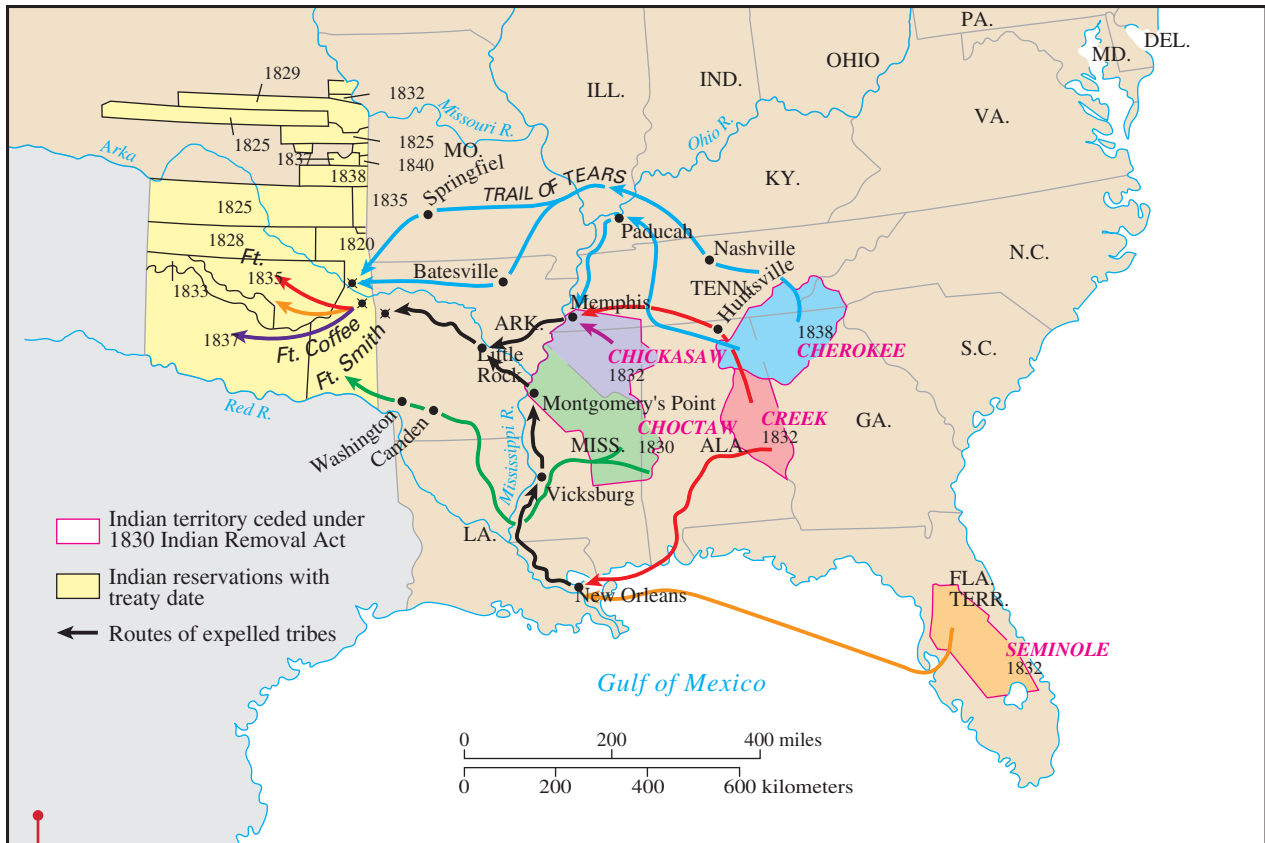 PA.
DEL.
MD.
OHIO
IND.
ILL.
1829
1832
VA.
Missouri R.
Ohio R.
1825
1825
MO.
Arka
1837
1840
1838
KY.
Springfiel
TRAIL OF TEARS
1835
1825
Paducah
1828
1820
Nashville
N.C.
Ft.
Batesville
1835
TENN.
Huntsville
1833
Memphis
ARK.
1838
CHEROKEE
1837
Ft. Coffee
Little
Rock
CHICKASAW
1832
S.C.
Ft. Smith
Red R.
Montgomery's Point
CREEK
1832
GA.
CHOCTAW
1830
Washington
Camden
Mississippi R.
MISS.
ALA.
Vicksburg
Indian territory ceded under
1830 Indian Removal Act
LA.
Indian reservations with
treaty date
New Orleans
FLA.
TERR.
Routes of expelled tribes
SEMINOLE
1832
Gulf of Mexico
0 200 400 miles
0 200 400 600 kilometers